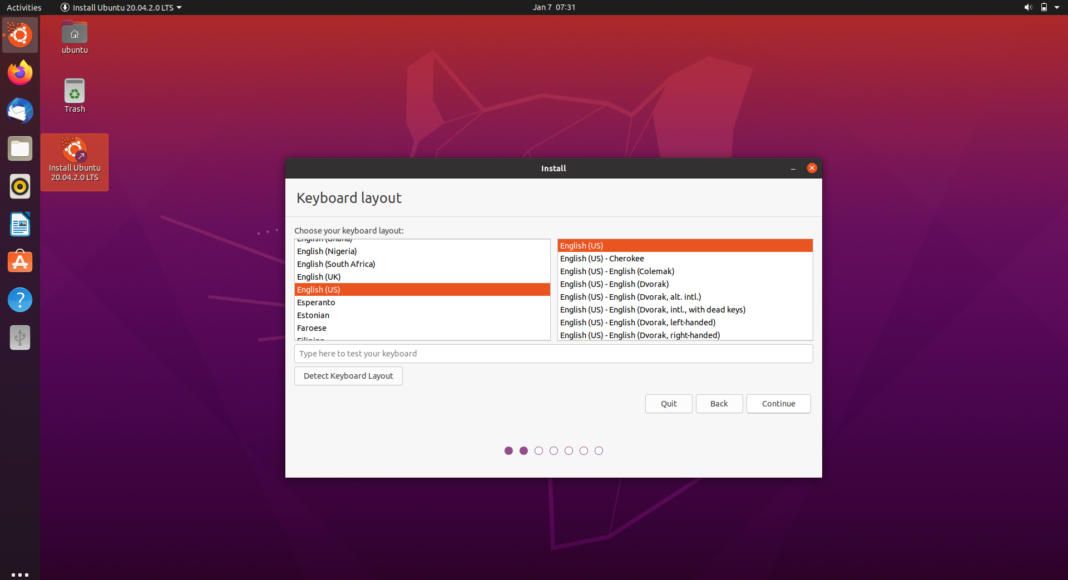 Activities
Install Ubuntu 20.04.2.0 LTS
Jan 7 07:31
ubuntu
Trash
Install Ubuntu
20.04.2.0 LTS
Install
Keyboard layout
Choose your keyboard layout:
English (Ghana)
English (Nigeria)
English (South Africa)
English (UK)
English (US)
Esperanto
Estonian
Faroese
Filipino
English (US)
English (US) - Cherokee
English (US) - English (Colemak)
English (US) - English (Dvorak)
English (US) - English (Dvorak, alt. intl.)
English (US) - English (Dvorak, intl., with dead keys)
English (US) - English (Dvorak, left-handed)
English (US) - English (Dvorak, right-handed)
Type here to test your keyboard
Detect Keyboard Layout
Quit
Back
Continue